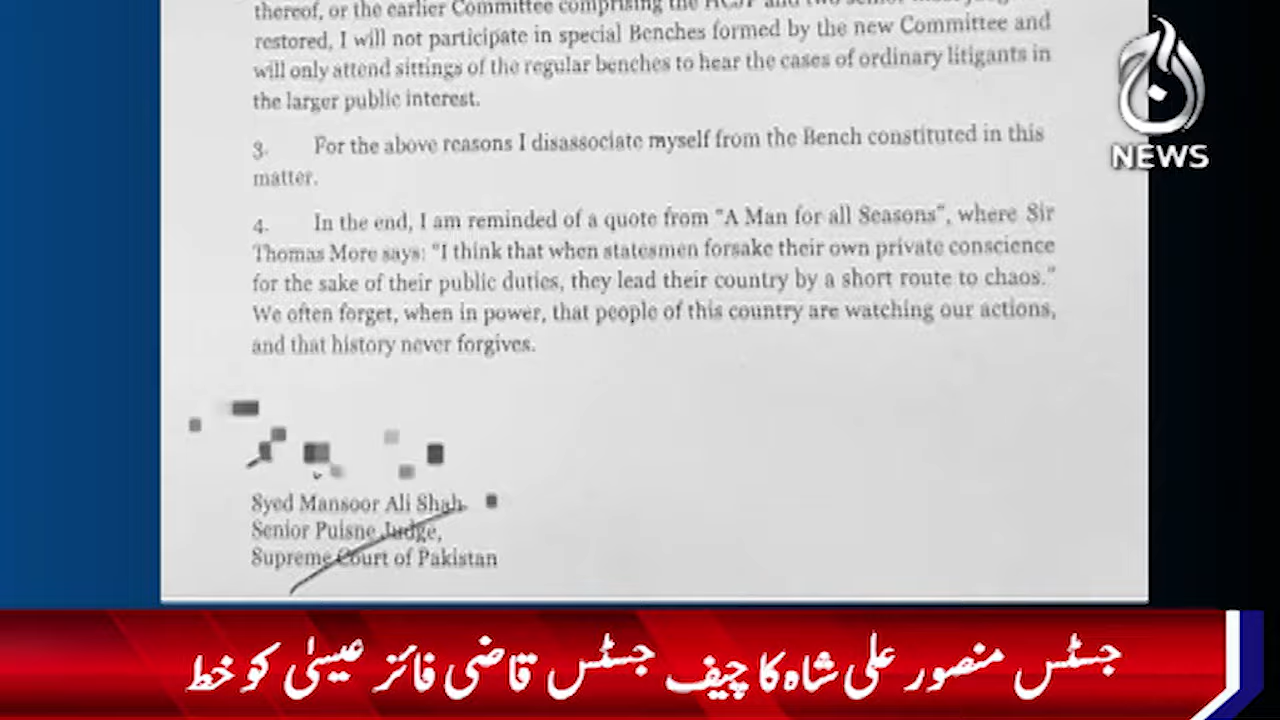 thereof, or the earlier Committee comprising the HCJP and two senior most
restored, I will not participate in special Benches formed by the new Committee and
will only attend sittings of the regular benches to hear the cases of ordinary litigants in
the larger public interest.
3. For the above reasons I disassociate myself from the Bench constituted in this
matter.
4. In the end, I am reminded of a quote from "A Man for all Seasons", where Sir
Thomas More says: "I think that when statesmen forsake their own private conscience
for the sake of their public duties, they lead their country by a short route to chaos."
We often forget, when in power, that people of this country are watching our actions,
and that history never forgives.
Syed Mansoor Ali Shah
Senior Puisne Judge,
Supreme Court of Pakistan
آج
NEWS
جسٹس منصور علی شاہ کا چیف جسٹس قاضی فائز عیسیٰ کو خط